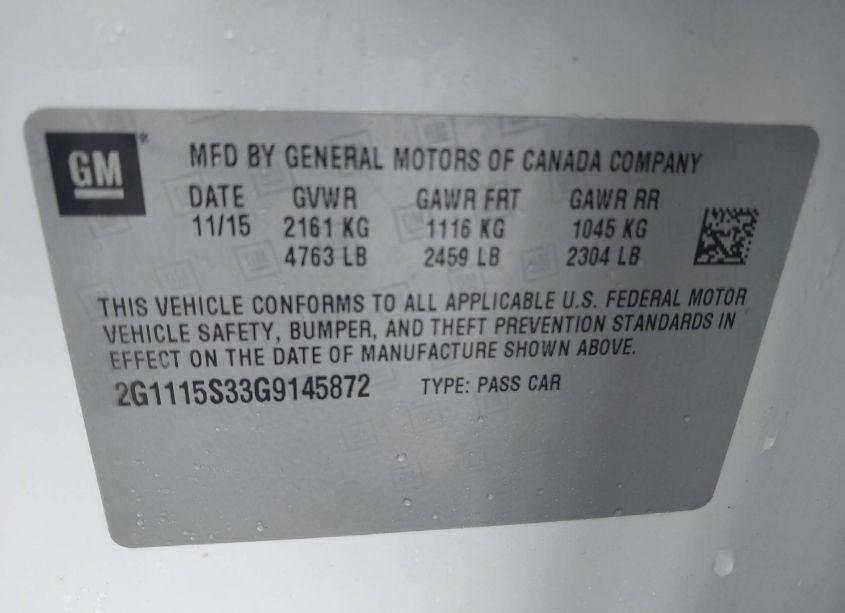 GM
MFD BY GENERAL MOTORS OF CANADA COMPANY
DATE GVWR GAWR FRT GAWR RR
11/15 2161 KG 1116 KG 1045 KG
4763 LB 2459 LB 2304 LB
THIS VEHICLE CONFORMS TO ALL APPLICABLE U.S. FEDERAL MOTOR
VEHICLE SAFETY, BUMPER, AND THEFT PREVENTION STANDARDS IN
EFFECT ON THE DATE OF MANUFACTURE SHOWN ABOVE.
2G1115S33G9145872 TYPE: PASS CAR